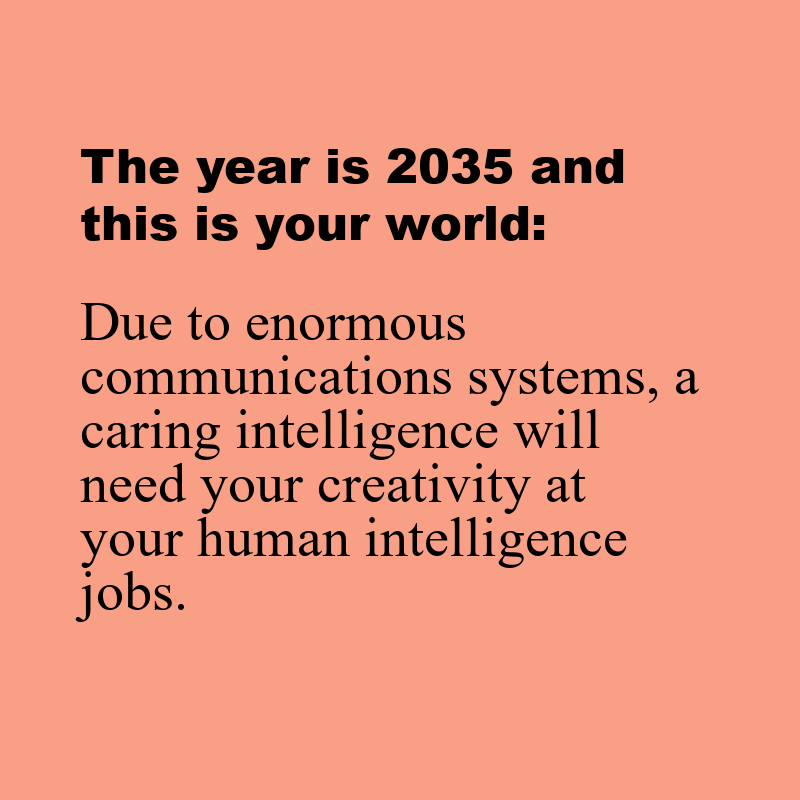 The year is 2035 and
this is your world:
Due to enormous
communications systems, a
caring intelligence will
need your creativity at
your human intelligence
jobs.